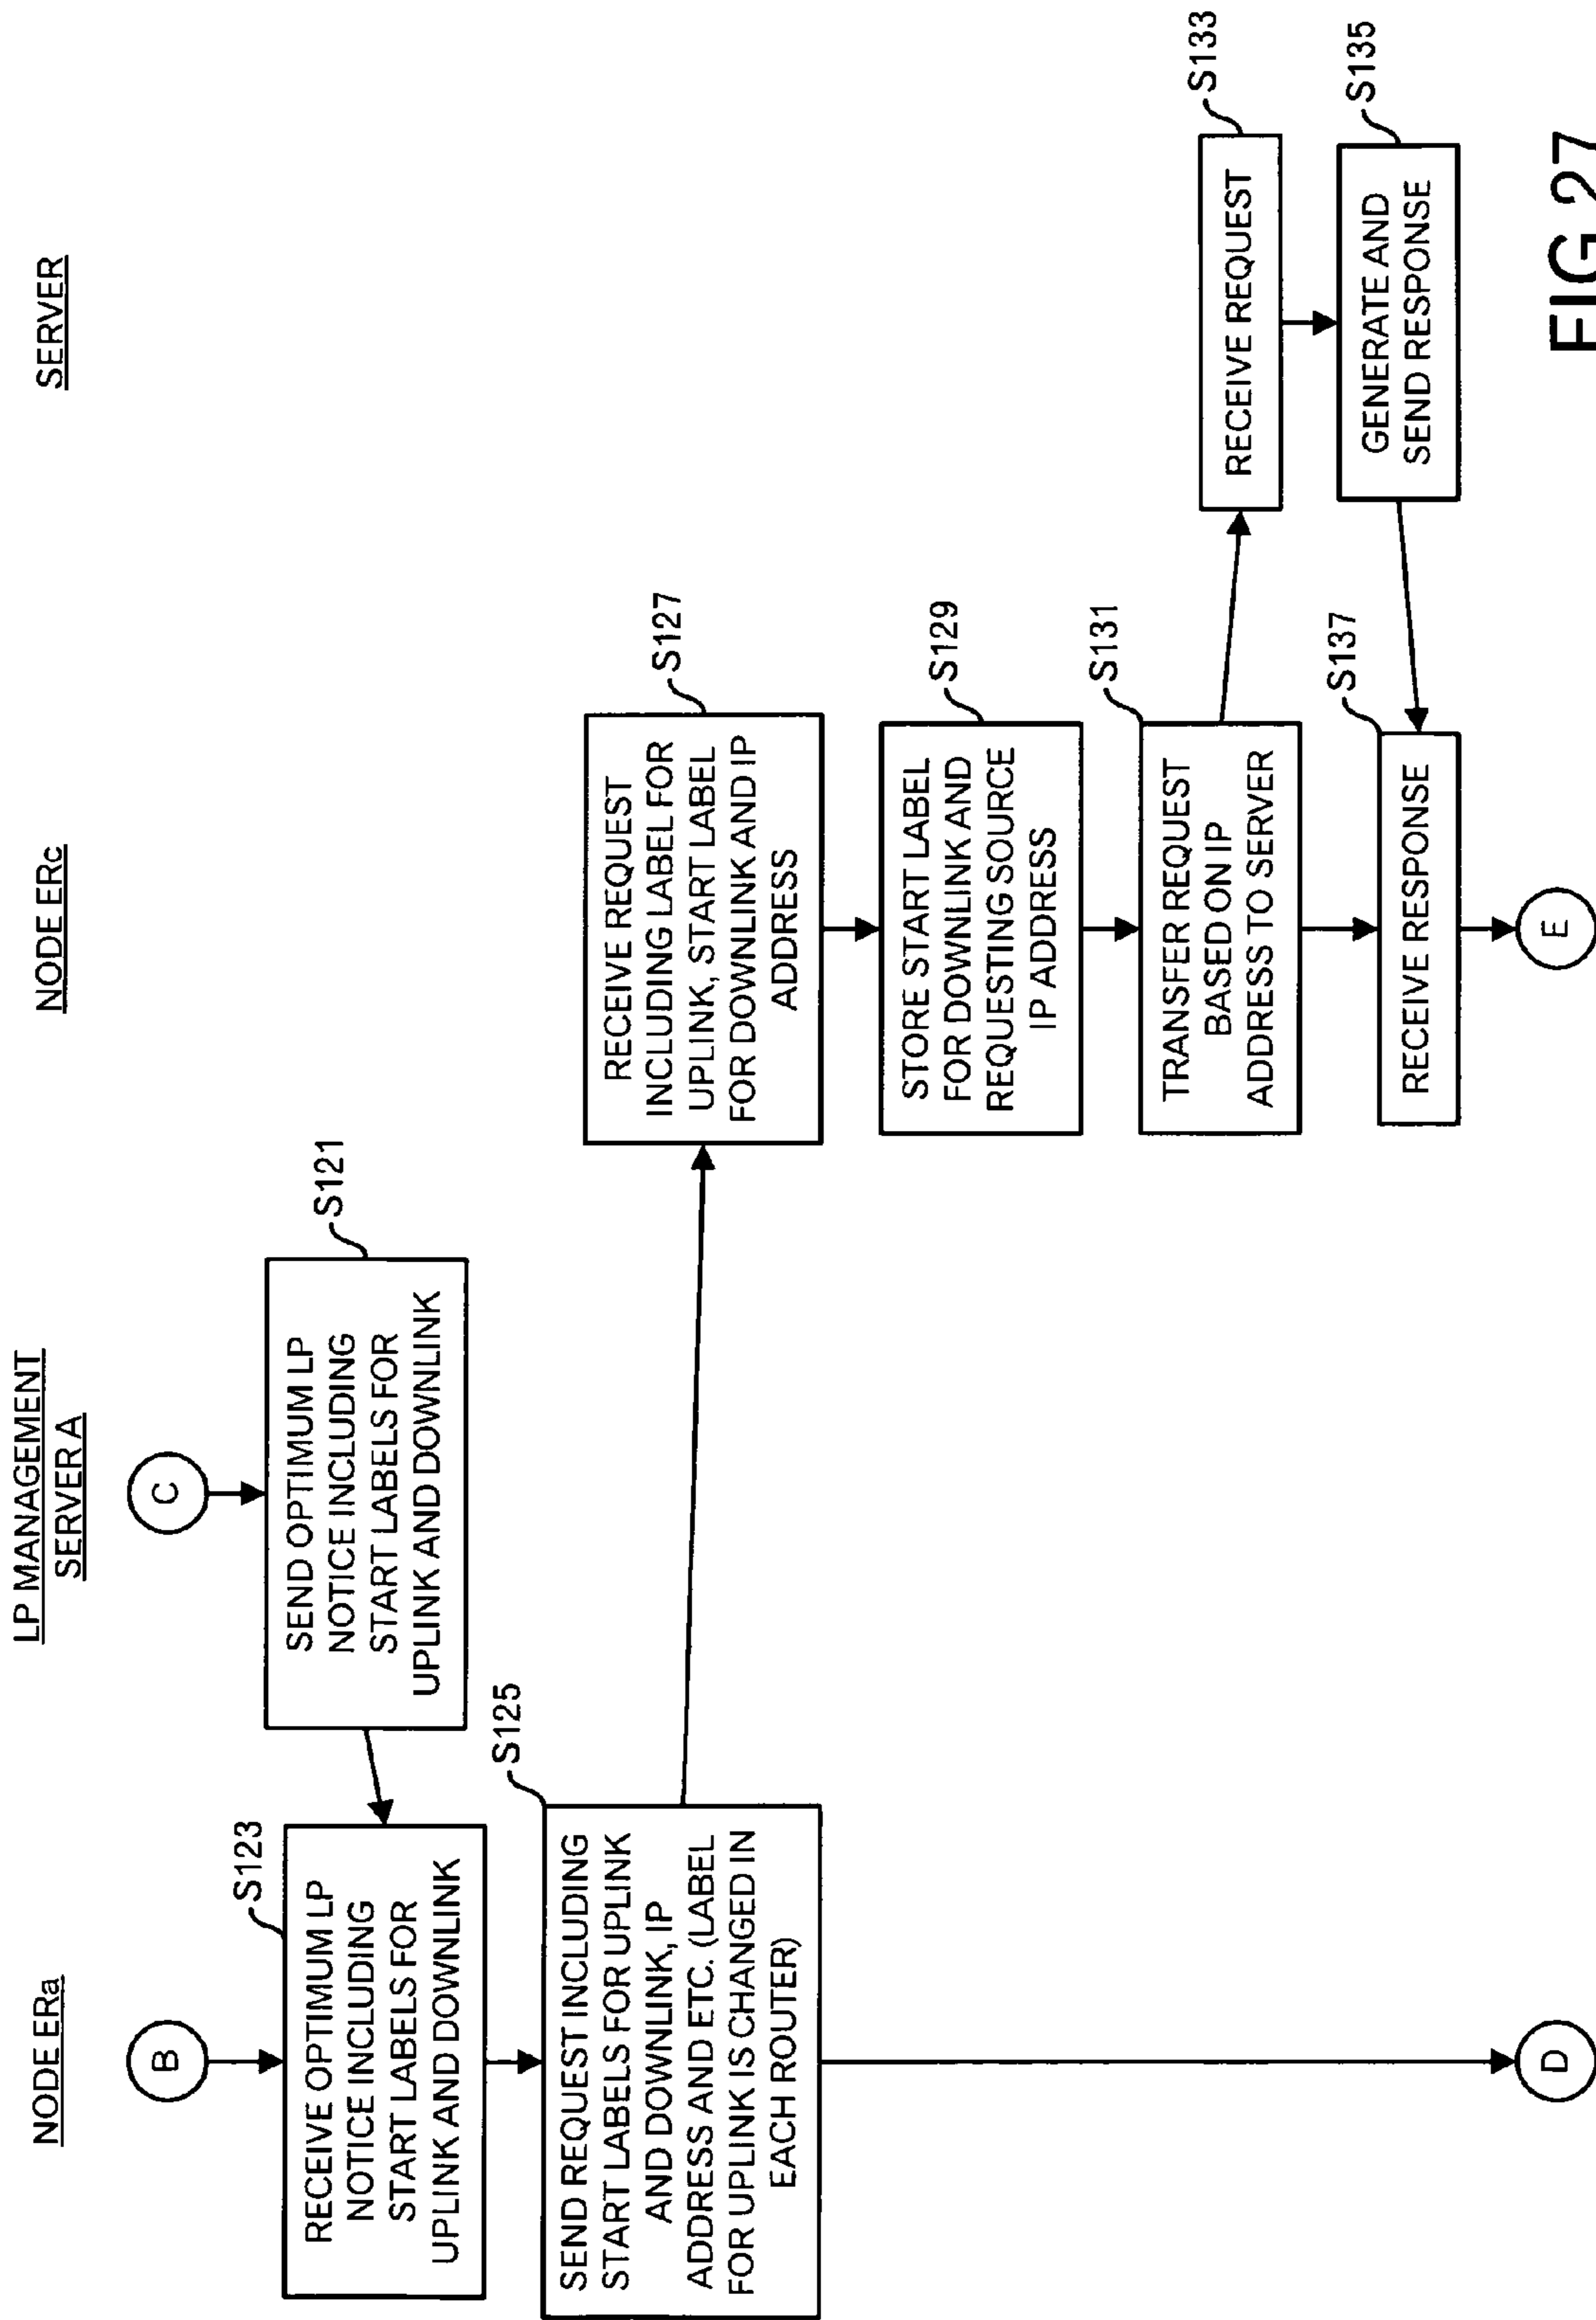 NODE ERa
LP MANAGEMENT
SERVER A
NODE ERc
SERVER
B
C
S121
SEND OPTIMUM LP
NOTICE INCLUDING
START LABELS FOR
UPLINK AND DOWNLINK
S123
RECEIVE OPTIMUM LP
NOTICE INCLUDING
START LABELS FOR
UPLINK AND DOWNLINK
S125
SEND REQUEST INCLUDING
START LABELS FOR UPLINK
AND DOWNLINK, IP
ADDRESS AND ETC. (LABEL
FOR UPLINK IS CHANGED IN
EACH ROUTER)
S127
RECEIVE REQUEST
INCLUDING LABEL FOR
UPLINK, START LABEL
FOR DOWNLINK AND IP
ADDRESS
S129
STORE START LABEL
FOR DOWNLINK AND
REQUESTING SOURCE
IP ADDRESS
S131
TRANSFER REQUEST
BASED ON IP
ADDRESS TO SERVER
S133
RECEIVE REQUEST
S135
GENERATE AND
SEND RESPONSE
S137
RECEIVE RESPONSE
D
E
FIG.27